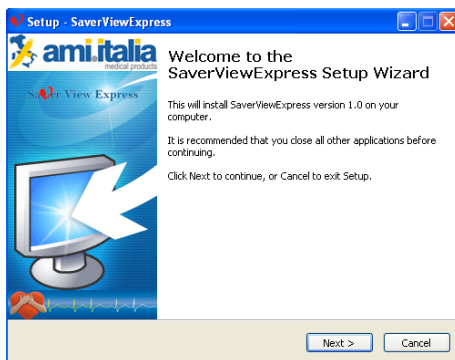 Setup - SaverViewExpress
ami.italia
medical products
Saver View Express
Welcome to the
SaverViewExpress Setup Wizard
This will install SaverViewExpress version 1.0 on your
computer.
It is recommended that you close all other applications before
continuing.
Click Next to continue, or Cancel to exit Setup.
Next >
Cancel